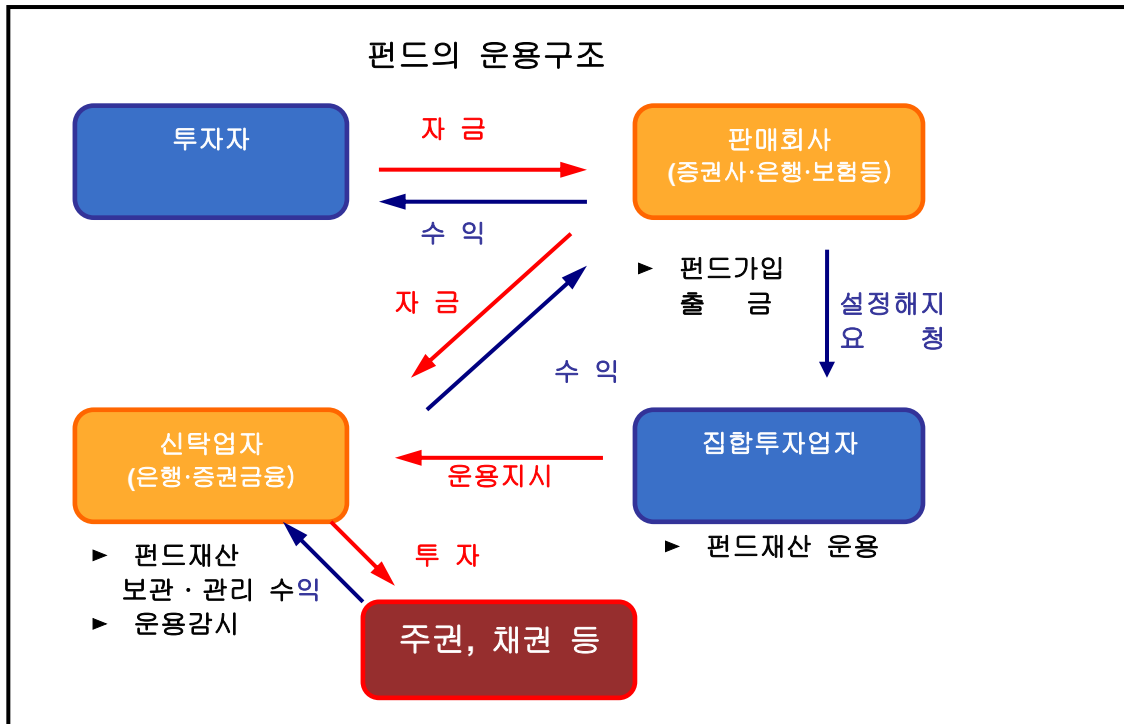 펀드의 운용구조
투자자
자 금
판매회사
(증권사·은행·보험등)
수 익
► 펀드가입
출 금
설정해지
요 청
자 금
수 익
신탁업자
(은행·증권금융)
운용지시
집합투자업자
► 펀드재산
보관 · 관리 수익
► 운용감시
투 자
► 펀드재산 운용
주권, 채권 등